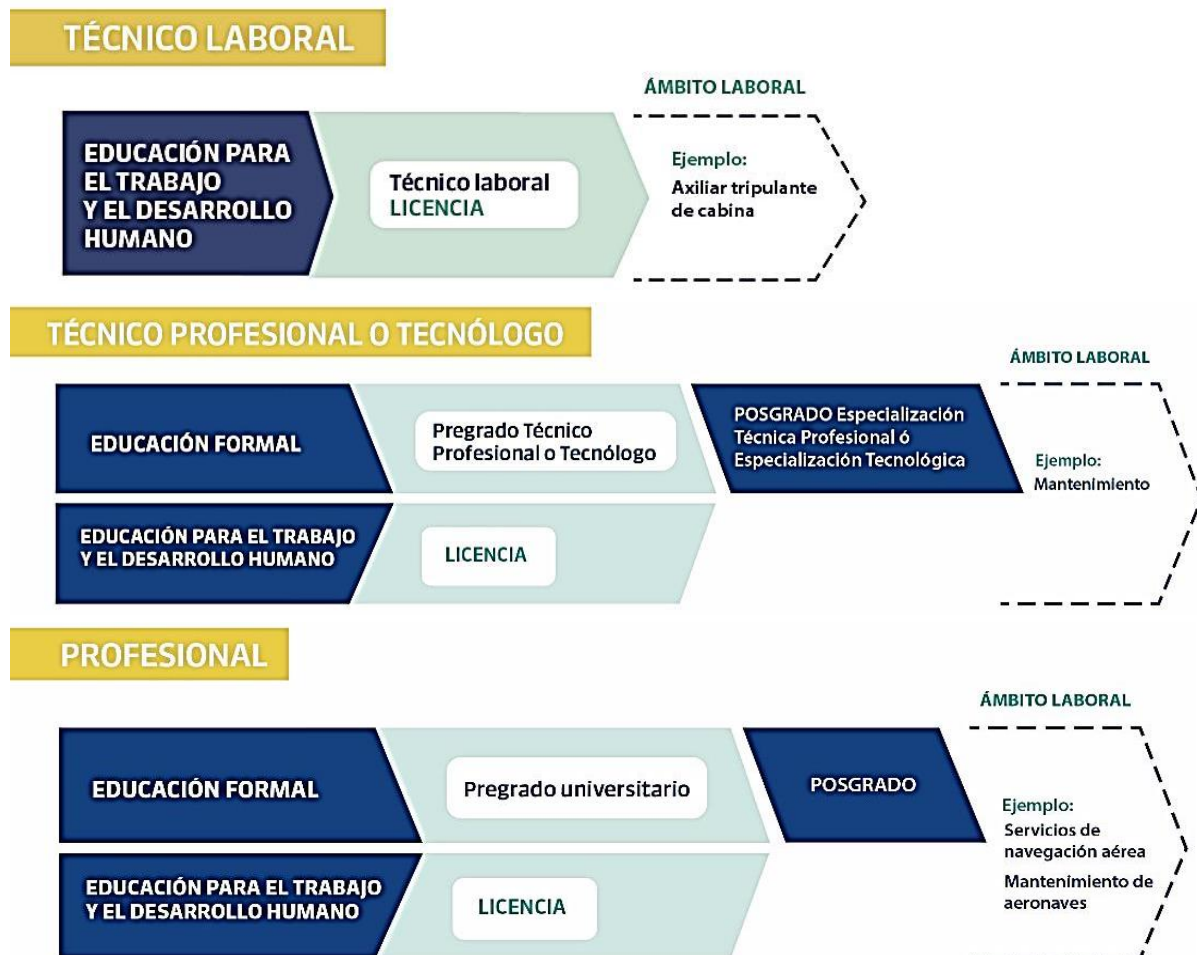 TÉCNICO LABORAL
ÁMBITO LABORAL
EDUCACIÓN PARA
EL TRABAJO
Y EL DESARROLLO
HUMANO
Técnico laboral
LICENCIA
Ejemplo:
Axiliar tripulante
de cabina
TÉCNICO PROFESIONAL O TECNÓLOGO
ÁMBITO LABORAL
EDUCACIÓN FORMAL
Pregrado Técnico
Profesional o Tecnólogo
POSGRADO Especialización
Técnica Profesional ó
Especialización Tecnológica
Ejemplo:
Mantenimiento
EDUCACIÓN PARA EL TRABAJO
Y EL DESARROLLO HUMANO
LICENCIA
PROFESIONAL
ÁMBITO LABORAL
EDUCACIÓN FORMAL
Pregrado universitario
POSGRADO
Ejemplo:
Servicios de
navegación aérea
Mantenimiento de
aeronaves
EDUCACIÓN PARA EL TRABAJO
Y EL DESARROLLO HUMANO
LICENCIA